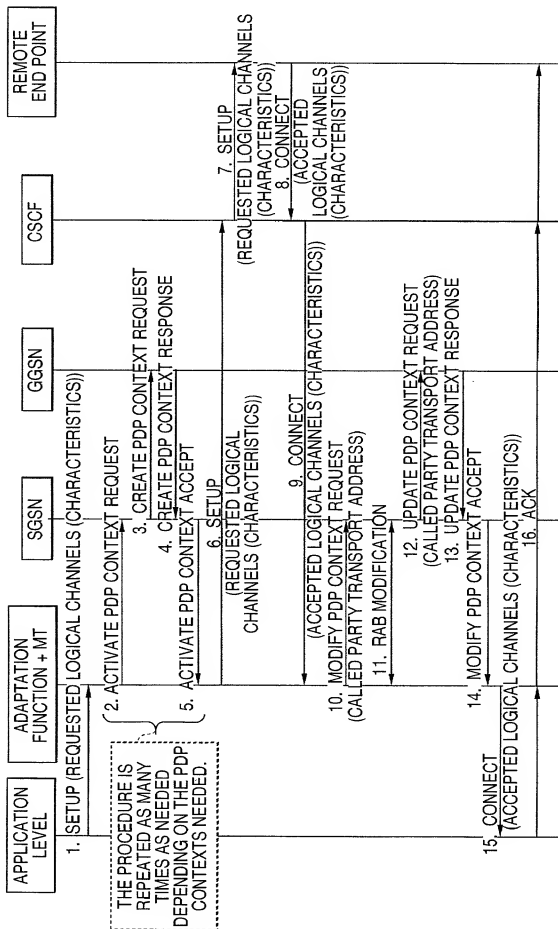 APPLICATION
LEVEL
ADAPTATION
FUNCTION + MT
SGSN
GGSN
CSCF
REMOTE
END POINT
1. SETUP (REQUESTED LOGICAL CHANNELS (CHARACTERISTICS))
2. ACTIVATE PDP CONTEXT REQUEST
3. CREATE PDP CONTEXT REQUEST
4. CREATE PDP CONTEXT RESPONSE
5. ACTIVATE PDP CONTEXT ACCEPT
THE PROCEDURE IS
REPEATED AS MANY
TIMES AS NEEDED
DEPENDING ON THE PDP
CONTEXTS NEEDED.
6. SETUP
(REQUESTED LOGICAL
CHANNELS (CHARACTERISTICS))
7. SETUP
(REQUESTED LOGICAL CHANNELS
(CHARACTERISTICS))
8. CONNECT
(ACCEPTED
LOGICAL CHANNELS
(CHARACTERISTICS))
9. CONNECT
(ACCEPTED LOGICAL CHANNELS (CHARACTERISTICS))
10. MODIFY PDP CONTEXT REQUEST
(CALLED PARTY TRANSPORT ADDRESS)
11. RAB MODIFICATION
12. UPDATE PDP CONTEXT REQUEST
(CALLED PARTY TRANSPORT ADDRESS)
13. UPDATE PDP CONTEXT RESPONSE
14. MODIFY PDP CONTEXT ACCEPT
15. CONNECT
(ACCEPTED LOGICAL CHANNELS (CHARACTERISTICS))
16. ACK